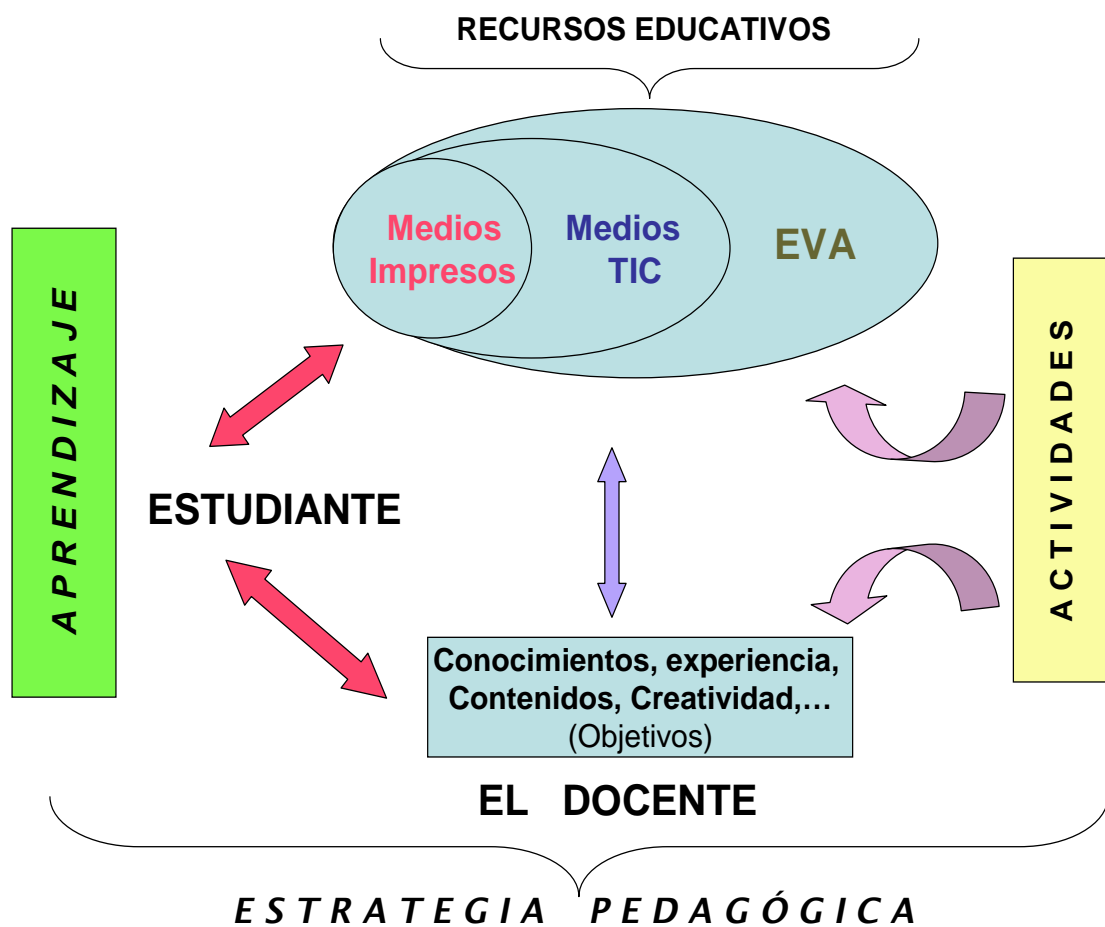 RECURSOS EDUCATIVOS
Medios
Impresos
Medios
TIC
EVA
APRENDIZAJE
ESTUDIANTE
ACTIVIDADES
Conocimientos, experiencia,
Contenidos, Creatividad,…
(Objetivos)
EL DOCENTE
ESTRATEGIA PEDAGÓGICA